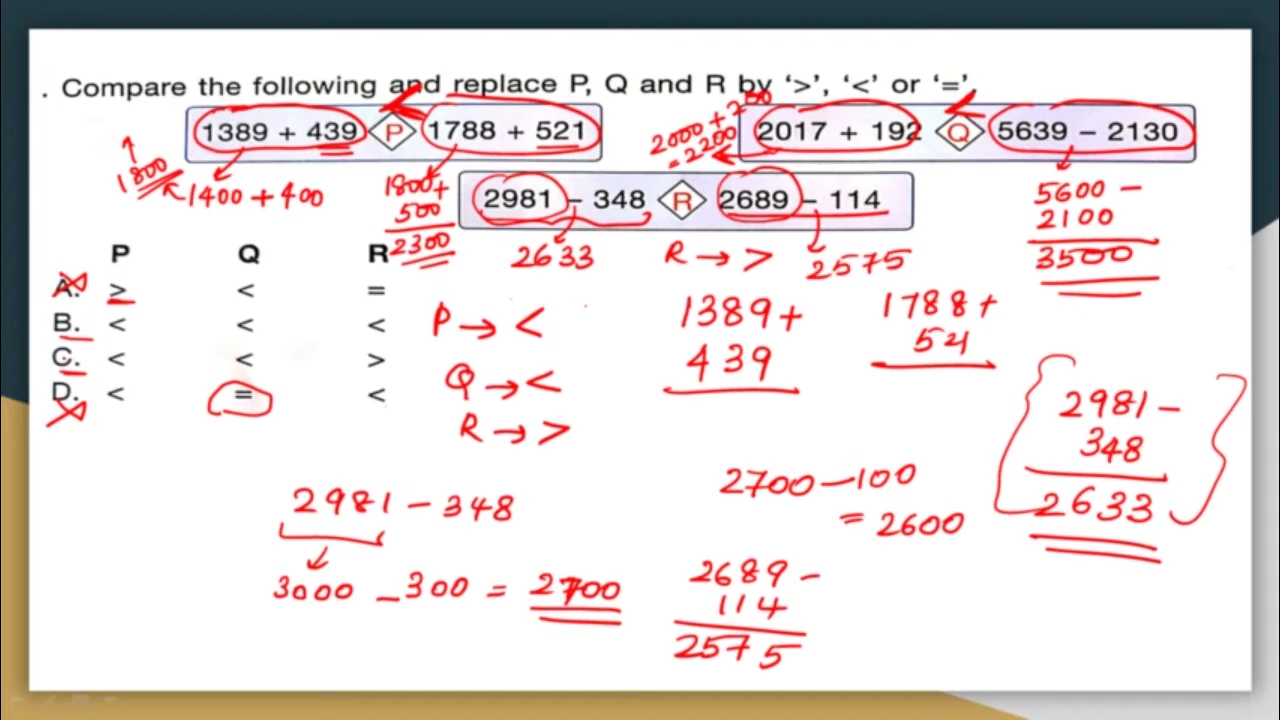 . Compare the following and replace P, Q and R by ‘>’, ‘<’ or ‘=’.
1389 + 439 P 1788 + 521
<
2017 + 192 Q 5639 – 2130
<
2000 + 200
= 2200
1800
1400 + 400
1800 +
500
2300
5600 –
2100
3500
2981 – 348 R 2689 – 114
2633
R → >
2575
P Q R
A. > < =
B. < < <
C. < < >
D. < = <
P → <
Q → <
R → >
1389 +
439
1788 +
521
2981 –
348
2633
2981 – 348
3000 – 300 = 2700
2700 – 100
= 2600
2689 –
114
2575